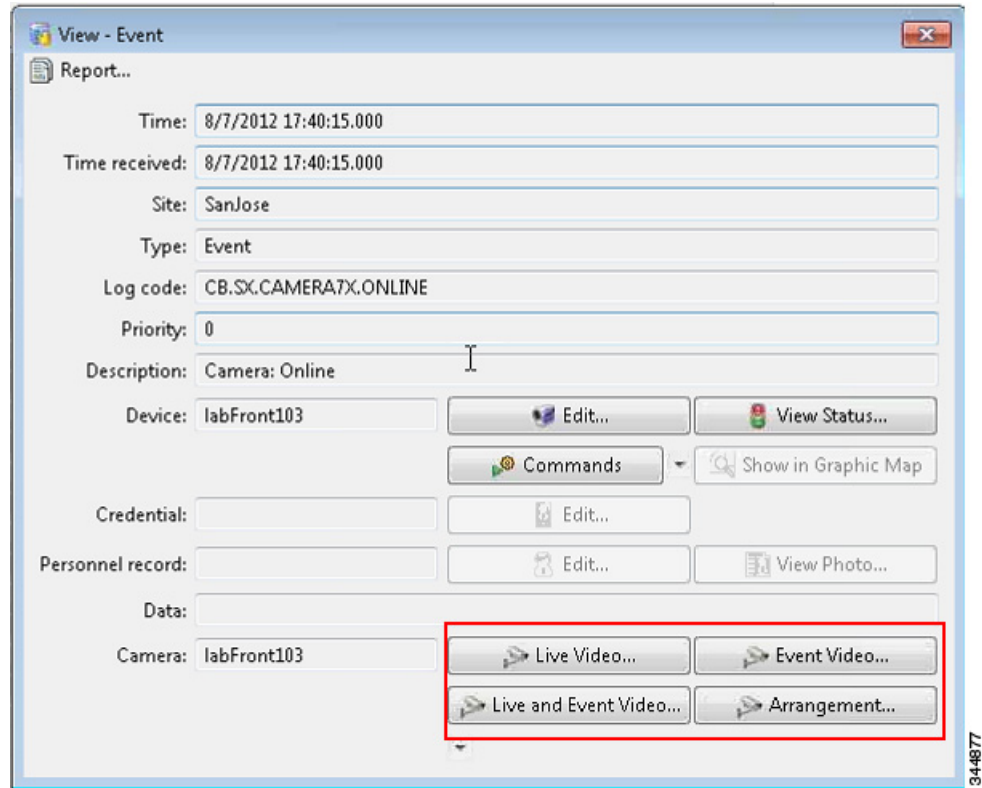 View - Event
Report...
Time: 8/7/2012 17:40:15.000
Time received: 8/7/2012 17:40:15.000
Site: SanJose
Type: Event
Log code: CB.SX.CAMERA7X.ONLINE
Priority: 0
Description: Camera: Online
Device: labFront103 Edit... View Status...
Commands Show in Graphic Map
Credential: Edit...
Personnel record: Edit... View Photo...
Data:
Camera: labFront103 Live Video... Event Video...
Live and Event Video... Arrangement...
344877